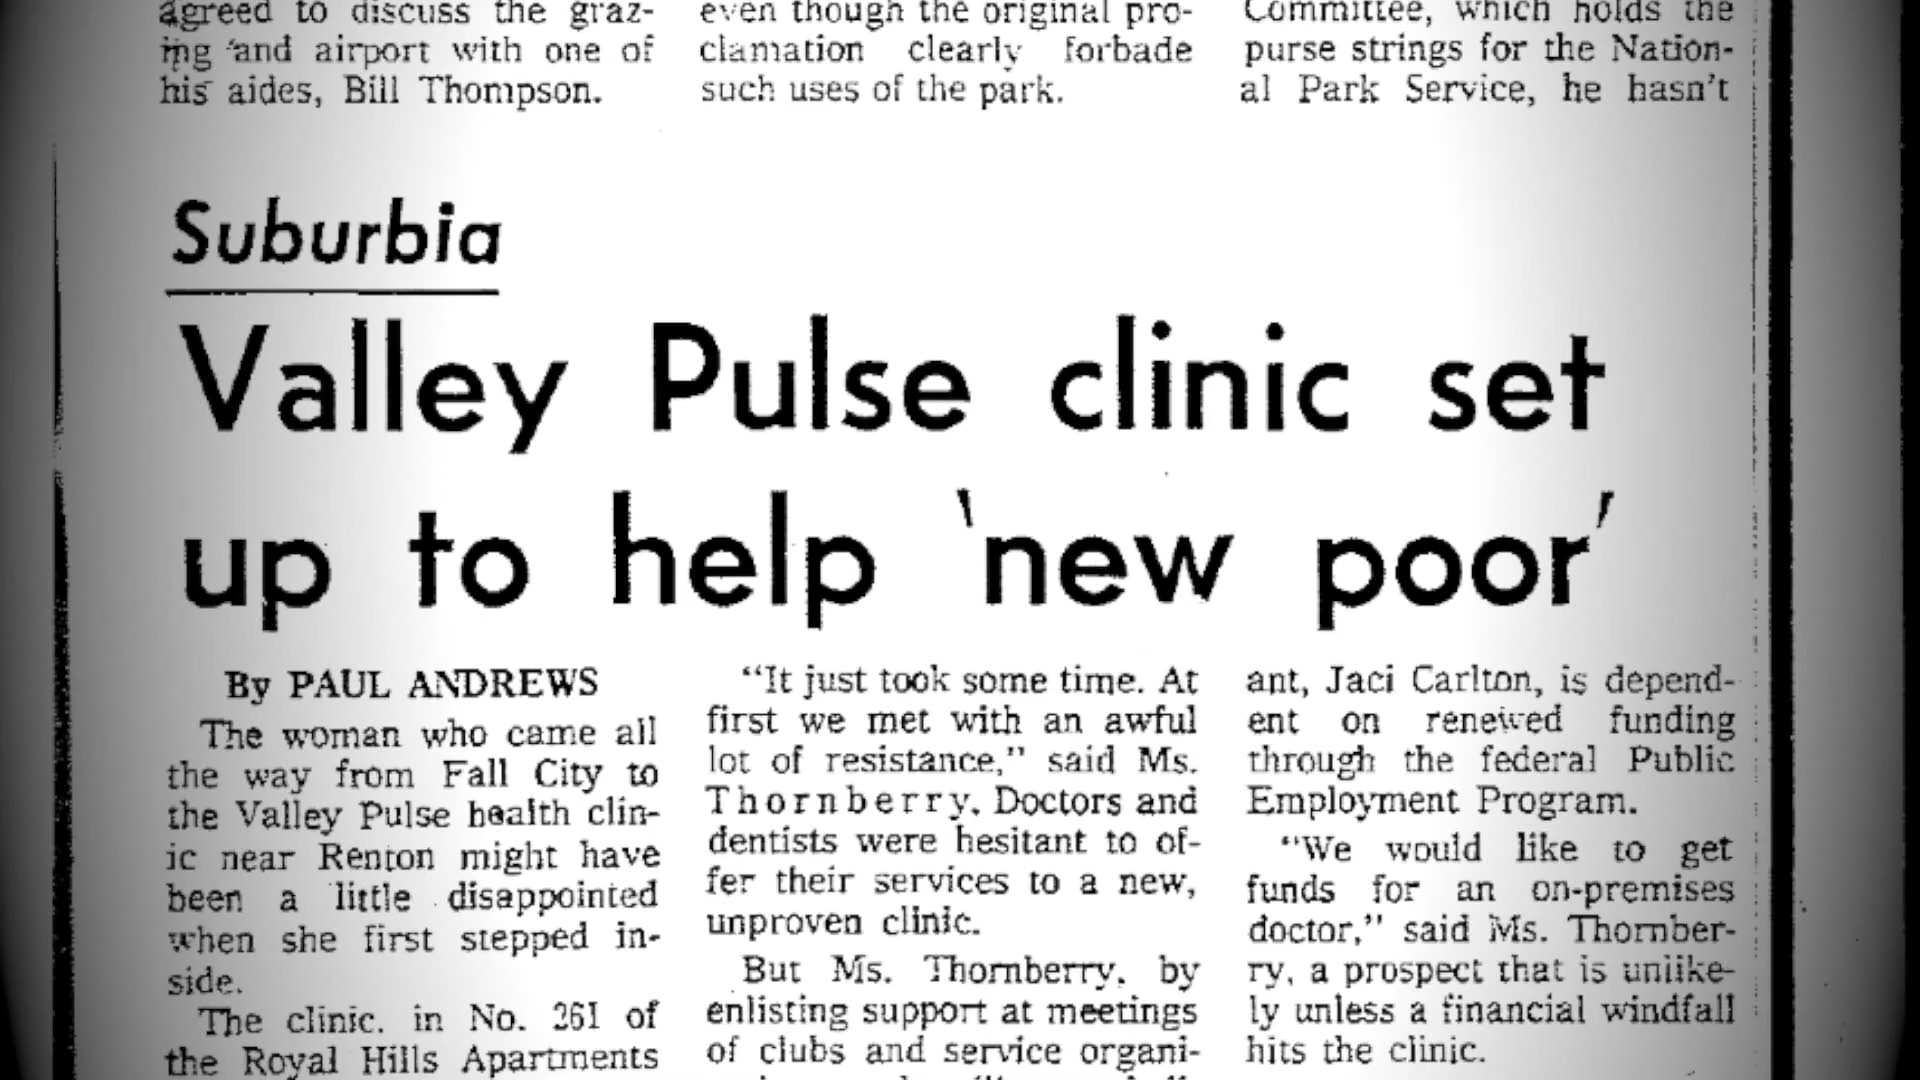 agreed to discuss the graz-
ing and airport with one of
his aides, Bill Thompson.
even though the original pro-
clamation clearly forbade
such uses of the park.
Committee, which holds the
purse strings for the Nation-
al Park Service, he hasn't
Suburbia
Valley Pulse clinic set
up to help 'new poor'
By PAUL ANDREWS
The woman who came all
the way from Fall City to
the Valley Pulse health clin-
ic near Renton might have
been a little disappointed
when she first stepped in-
side.
The clinic, in No. 261 of
the Royal Hills Apartments
"It just took some time. At
first we met with an awful
lot of resistance," said Ms.
Thornberry. Doctors and
dentists were hesitant to of-
fer their services to a new,
unproven clinic.
But Ms. Thornberry, by
enlisting support at meetings
of clubs and service organi-
ant, Jaci Carlton, is depend-
ent on renewed funding
through the federal Public
Employment Program.
"We would like to get
funds for an on-premises
doctor," said Ms. Thornber-
ry, a prospect that is unlike-
ly unless a financial windfall
hits the clinic.